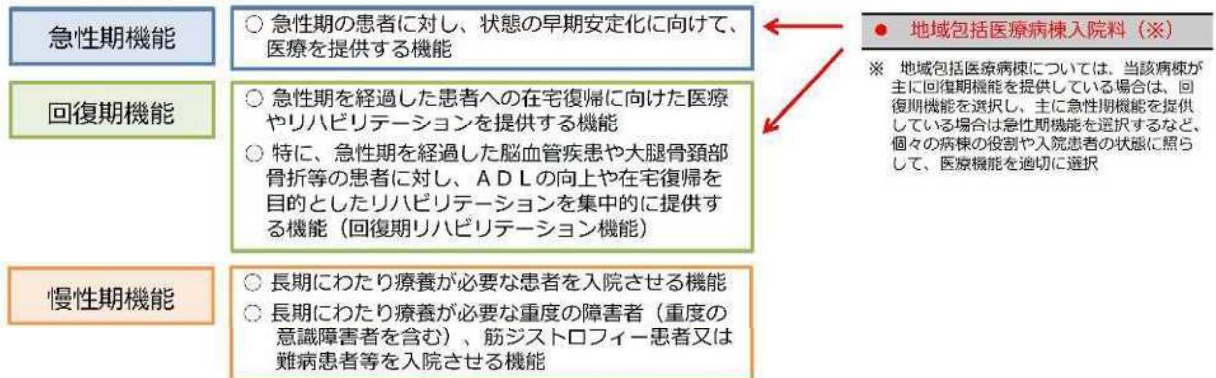 急性期機能
○ 急性期の患者に対し、状態の早期安定化に向けて、
医療を提供する機能
● 地域包括医療病棟入院料（※）
※ 地域包括医療病棟については、当該病棟が
主に回復期機能を提供している場合は、回
復期機能を選択し、主に急性期機能を提供
している場合は急性期機能を選択するなど、
個々の病棟の役割や入院患者の状態に照ら
して、医療機能を適切に選択
回復期機能
○ 急性期を経過した患者への在宅復帰に向けた医療
やリハビリテーションを提供する機能
○ 特に、急性期を経過した脳血管疾患や大腿骨頚部
骨折等の患者に対し、ＡＤＬの向上や在宅復帰を
目的としたリハビリテーションを集中的に提供す
る機能（回復期リハビリテーション機能）
慢性期機能
○ 長期にわたり療養が必要な患者を入院させる機能
○ 長期にわたり療養が必要な重度の障害者（重度の
意識障害者を含む）、筋ジストロフィー患者又は
難病患者等を入院させる機能